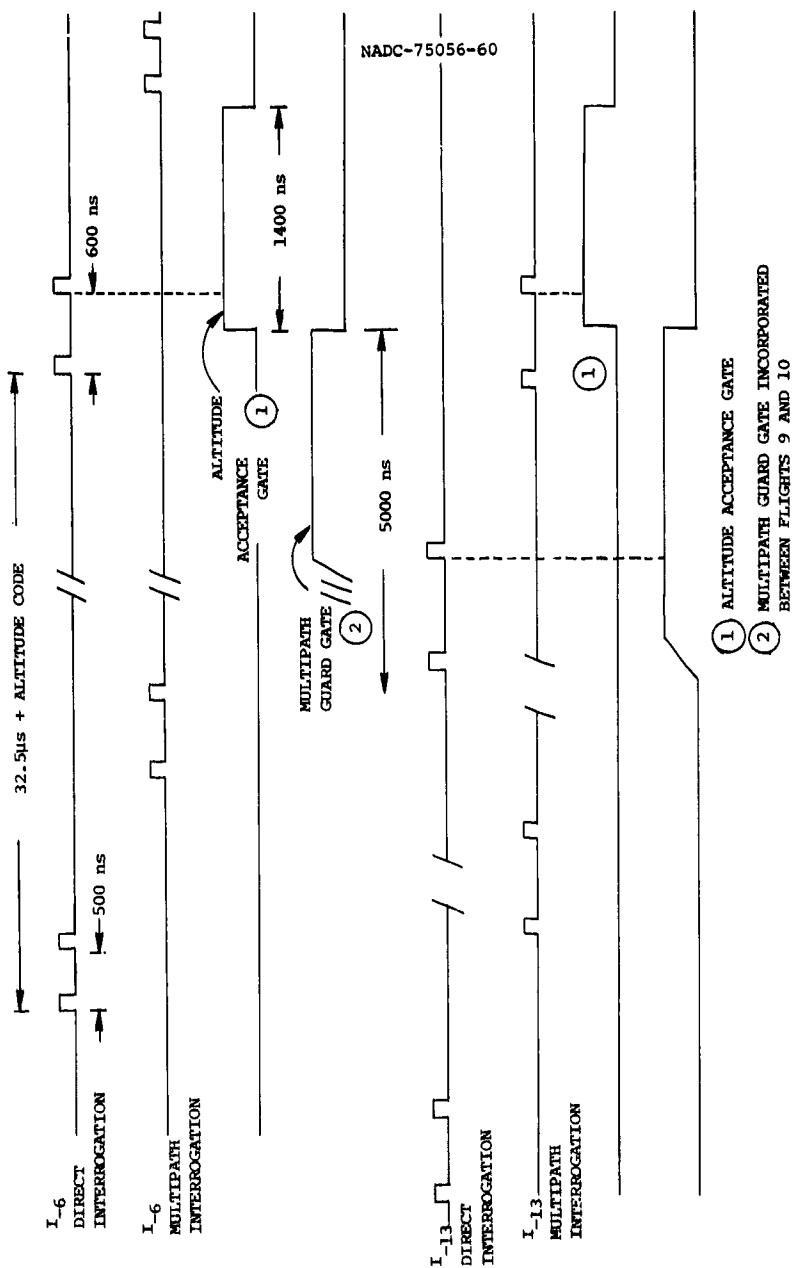 NADC-75056-60
32.5µs + ALTITUDE CODE
500 ns
600 ns
I-6
DIRECT
INTERROGATION
I-6
MULTIPATH
INTERROGATION
ALTITUDE
ACCEPTANCE
GATE
1
1400 ns
MULTIPATH
GUARD GATE
2
5000 ns
I-13
DIRECT
INTERROGATION
I-13
MULTIPATH
INTERROGATION
1
1 ALTITUDE ACCEPTANCE GATE
2 MULTIPATH GUARD GATE INCORPORATED
BETWEEN FLIGHTS 9 AND 10